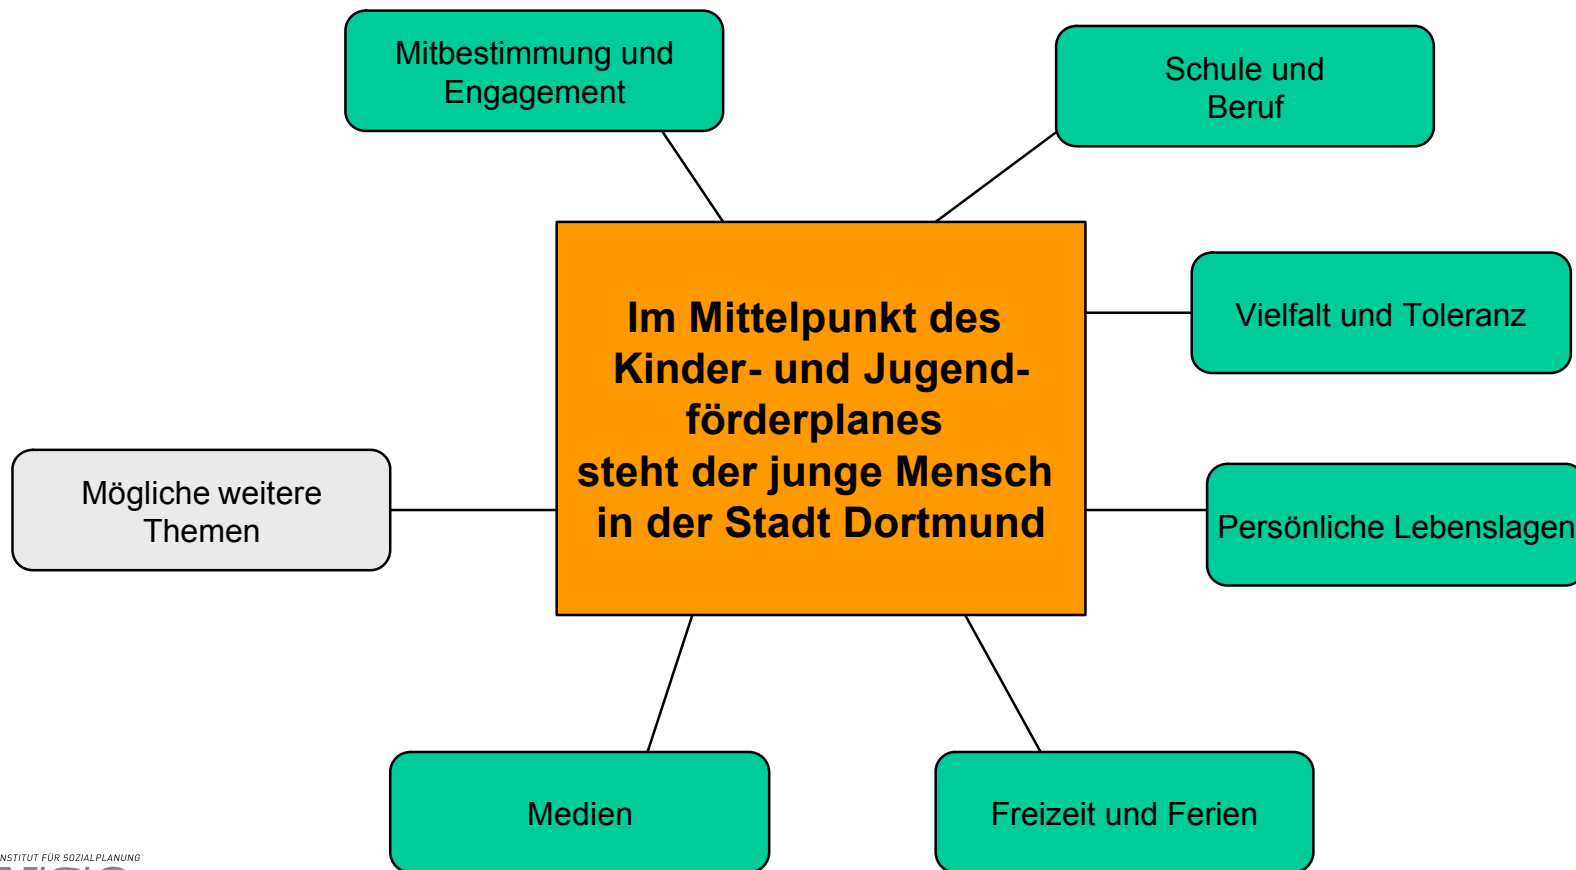 Mitbestimmung und
Engagement
Schule und
Beruf
Im Mittelpunkt des
Kinder- und Jugend-
förderplanes
steht der junge Mensch
in der Stadt Dortmund
Vielfalt und Toleranz
Mögliche weitere
Themen
Persönliche Lebenslagen
Medien
Freizeit und Ferien
NSTITUT FÜR SOZIALPLANUNG